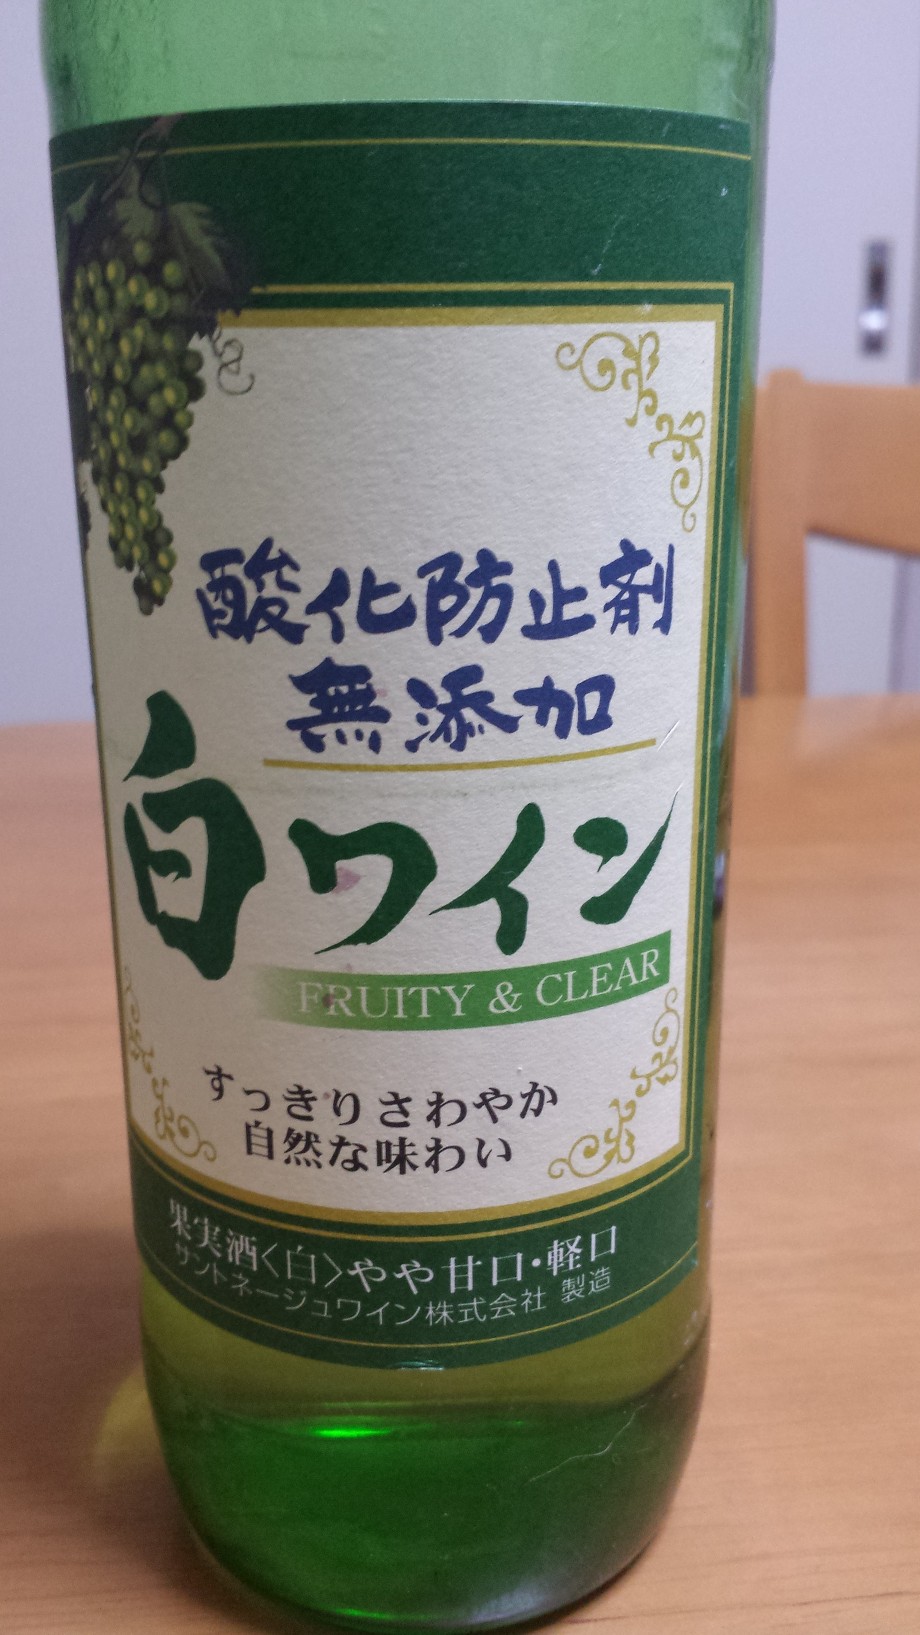 酸化防止剤
無添加
白ワイン
FRUITY & CLEAR
すっきりさわやか
自然な味わい
果実酒〈白〉やや甘口・軽口
サントネージュワイン株式会社 製造